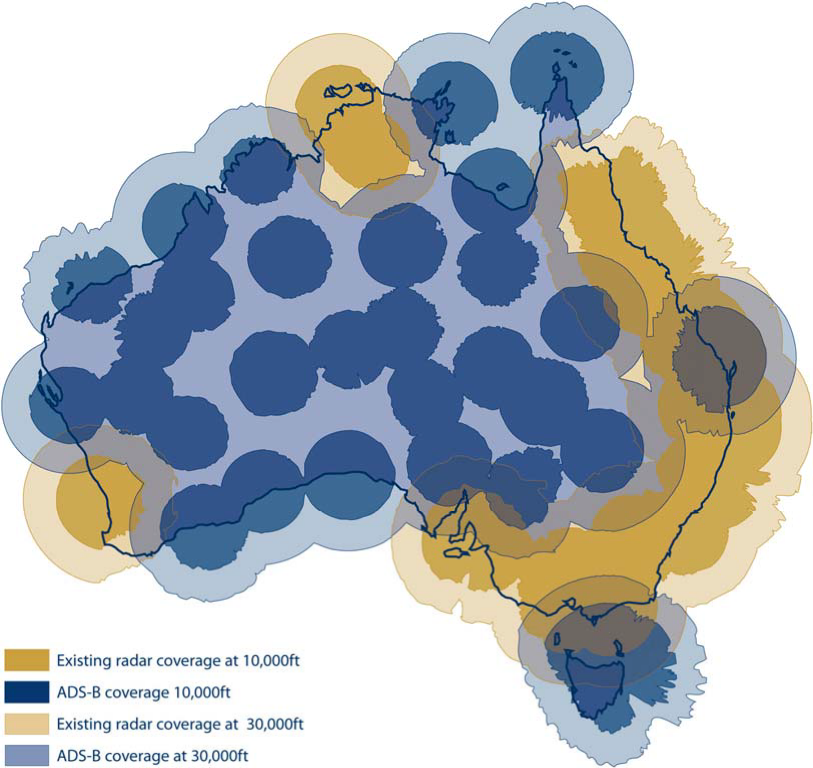 Existing radar coverage at 10,000ft
ADS-B coverage 10,000ft
Existing radar coverage at 30,000ft
ADS-B coverage at 30,000ft